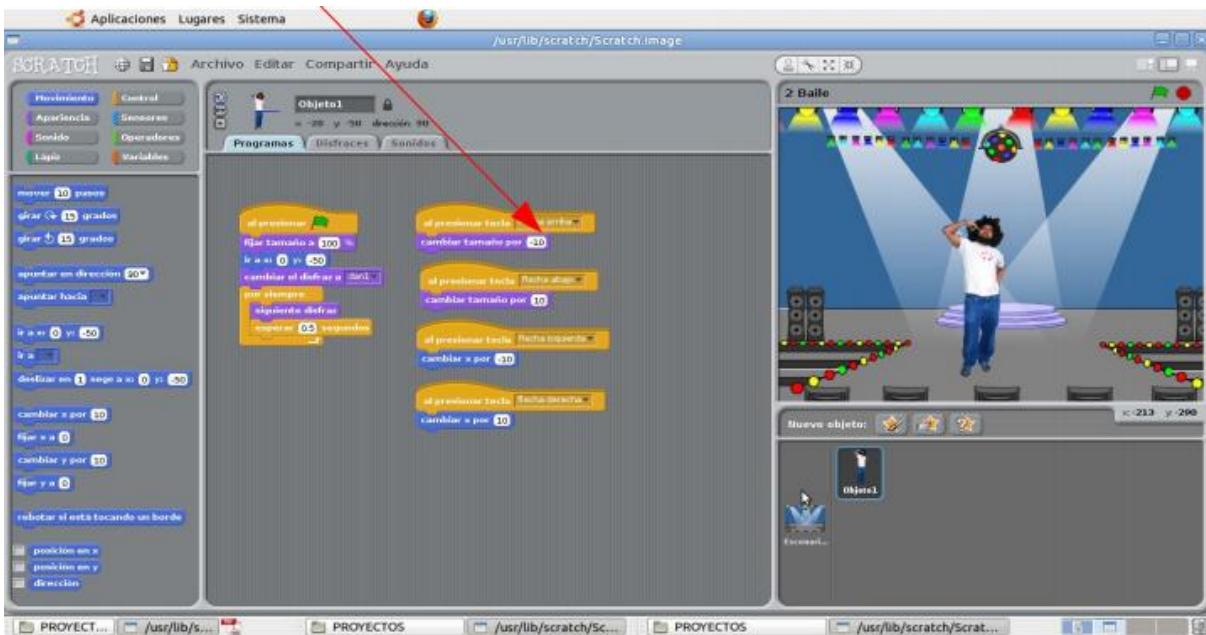 Aplicaciones Lugares Sistema
/usr/lib/scratch/Scratch.image
SCRATCH Archivo Editar Compartir Ayuda
Movimiento Control
Apariencia Sensores
Sonido Operadores
Lápiz Variables
Objeto1
x: -20 y: -50 dirección: 90
Programas Disfraces Sonidos
2 Baile
mover 10 pasos
girar 15 grados
girar 15 grados
apuntar en dirección 90
apuntar hacia
ir a x: 0 y: -50
ir a
deslizar en 1 segs a x: 0 y: -50
cambiar x por 10
fijar x a 0
cambiar y por 10
fijar y a 0
rebotar si está tocando un borde
posición en x
posición en y
dirección
al presionar
fijar tamaño a 100 %
ir a x: 0 y: -50
cambiar el disfraz a dan1
por siempre
siguiente disfraz
esperar 0.5 segundos
al presionar tecla arriba
cambiar tamaño por -10
al presionar tecla flecha abajo
cambiar tamaño por 10
al presionar tecla flecha izquierda
cambiar x por -10
al presionar tecla flecha derecha
cambiar x por 10
x: -213 y: -290
Nuevo objeto:
Objeto1
Escenari...
PROYECT... /usr/lib/s... PROYECTOS /usr/lib/scratch/Sc... PROYECTOS /usr/lib/scratch/Scrat...